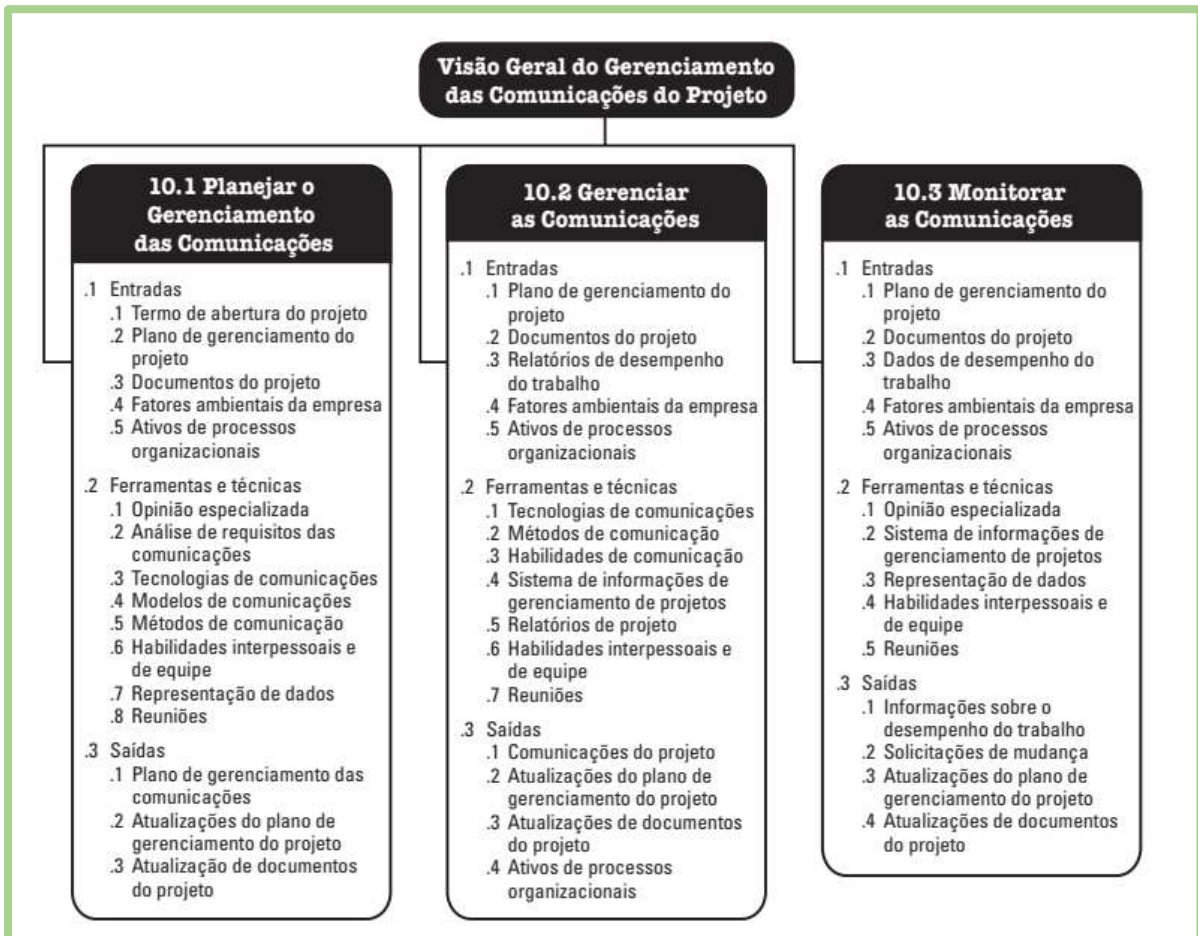 Visão Geral do Gerenciamento
das Comunicações do Projeto
10.1 Planejar o
Gerenciamento
das Comunicações
.1 Entradas
.1 Termo de abertura do projeto
.2 Plano de gerenciamento do
projeto
.3 Documentos do projeto
.4 Fatores ambientais da empresa
.5 Ativos de processos
organizacionais
.2 Ferramentas e técnicas
.1 Opinião especializada
.2 Análise de requisitos das
comunicações
.3 Tecnologias de comunicações
.4 Modelos de comunicações
.5 Métodos de comunicação
.6 Habilidades interpessoais e
de equipe
.7 Representação de dados
.8 Reuniões
.3 Saídas
.1 Plano de gerenciamento das
comunicações
.2 Atualizações do plano de
gerenciamento do projeto
.3 Atualização de documentos
do projeto
10.2 Gerenciar
as Comunicações
.1 Entradas
.1 Plano de gerenciamento do
projeto
.2 Documentos do projeto
.3 Relatórios de desempenho
do trabalho
.4 Fatores ambientais da empresa
.5 Ativos de processos
organizacionais
.2 Ferramentas e técnicas
.1 Tecnologias de comunicações
.2 Métodos de comunicação
.3 Habilidades de comunicação
.4 Sistema de informações de
gerenciamento de projetos
.5 Relatórios de projeto
.6 Habilidades interpessoais e
de equipe
.7 Reuniões
.3 Saídas
.1 Comunicações do projeto
.2 Atualizações do plano de
gerenciamento do projeto
.3 Atualizações de documentos
do projeto
.4 Ativos de processos
organizacionais
10.3 Monitorar
as Comunicações
.1 Entradas
.1 Plano de gerenciamento do
projeto
.2 Documentos do projeto
.3 Dados de desempenho do
trabalho
.4 Fatores ambientais da empresa
.5 Ativos de processos
organizacionais
.2 Ferramentas e técnicas
.1 Opinião especializada
.2 Sistema de informações de
gerenciamento de projetos
.3 Representação de dados
.4 Habilidades interpessoais e
de equipe
.5 Reuniões
.3 Saídas
.1 Informações sobre o
desempenho do trabalho
.2 Solicitações de mudança
.3 Atualizações do plano de
gerenciamento do projeto
.4 Atualizações de documentos
do projeto